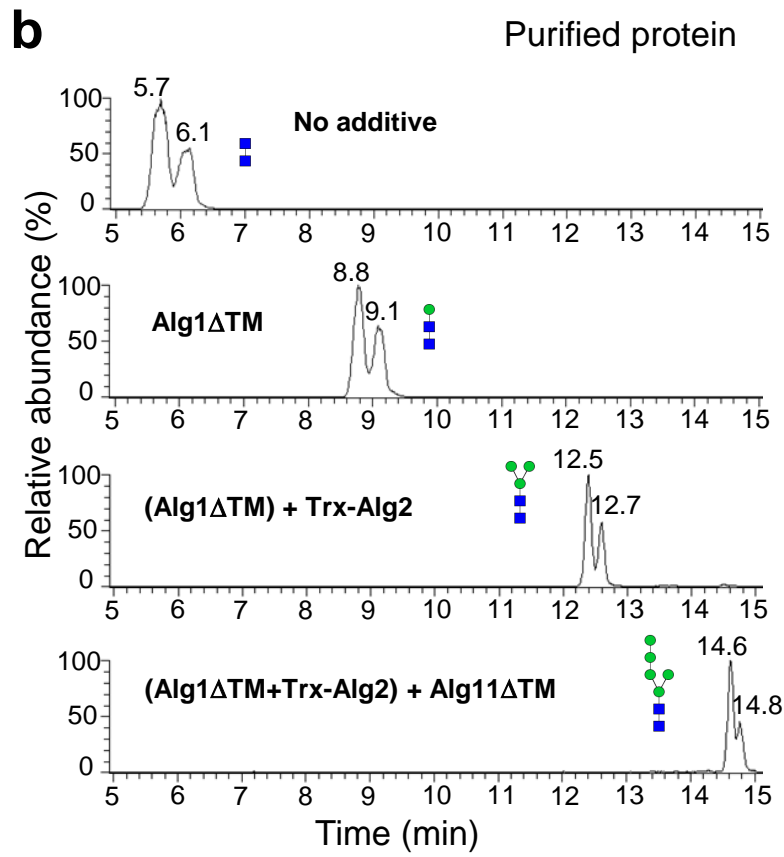 b
Purified protein
Relative abundance (%)
5.7
6.1
No additive
100
50
0
5 6 7 8 9 10 11 12 13 14 15
8.8
9.1
Alg1ΔTM
100
50
0
5 6 7 8 9 10 11 12 13 14 15
12.5
12.7
(Alg1ΔTM) + Trx-Alg2
100
50
0
5 6 7 8 9 10 11 12 13 14 15
14.6
14.8
(Alg1ΔTM+Trx-Alg2) + Alg11ΔTM
100
50
0
5 6 7 8 9 10 11 12 13 14 15
Time (min)